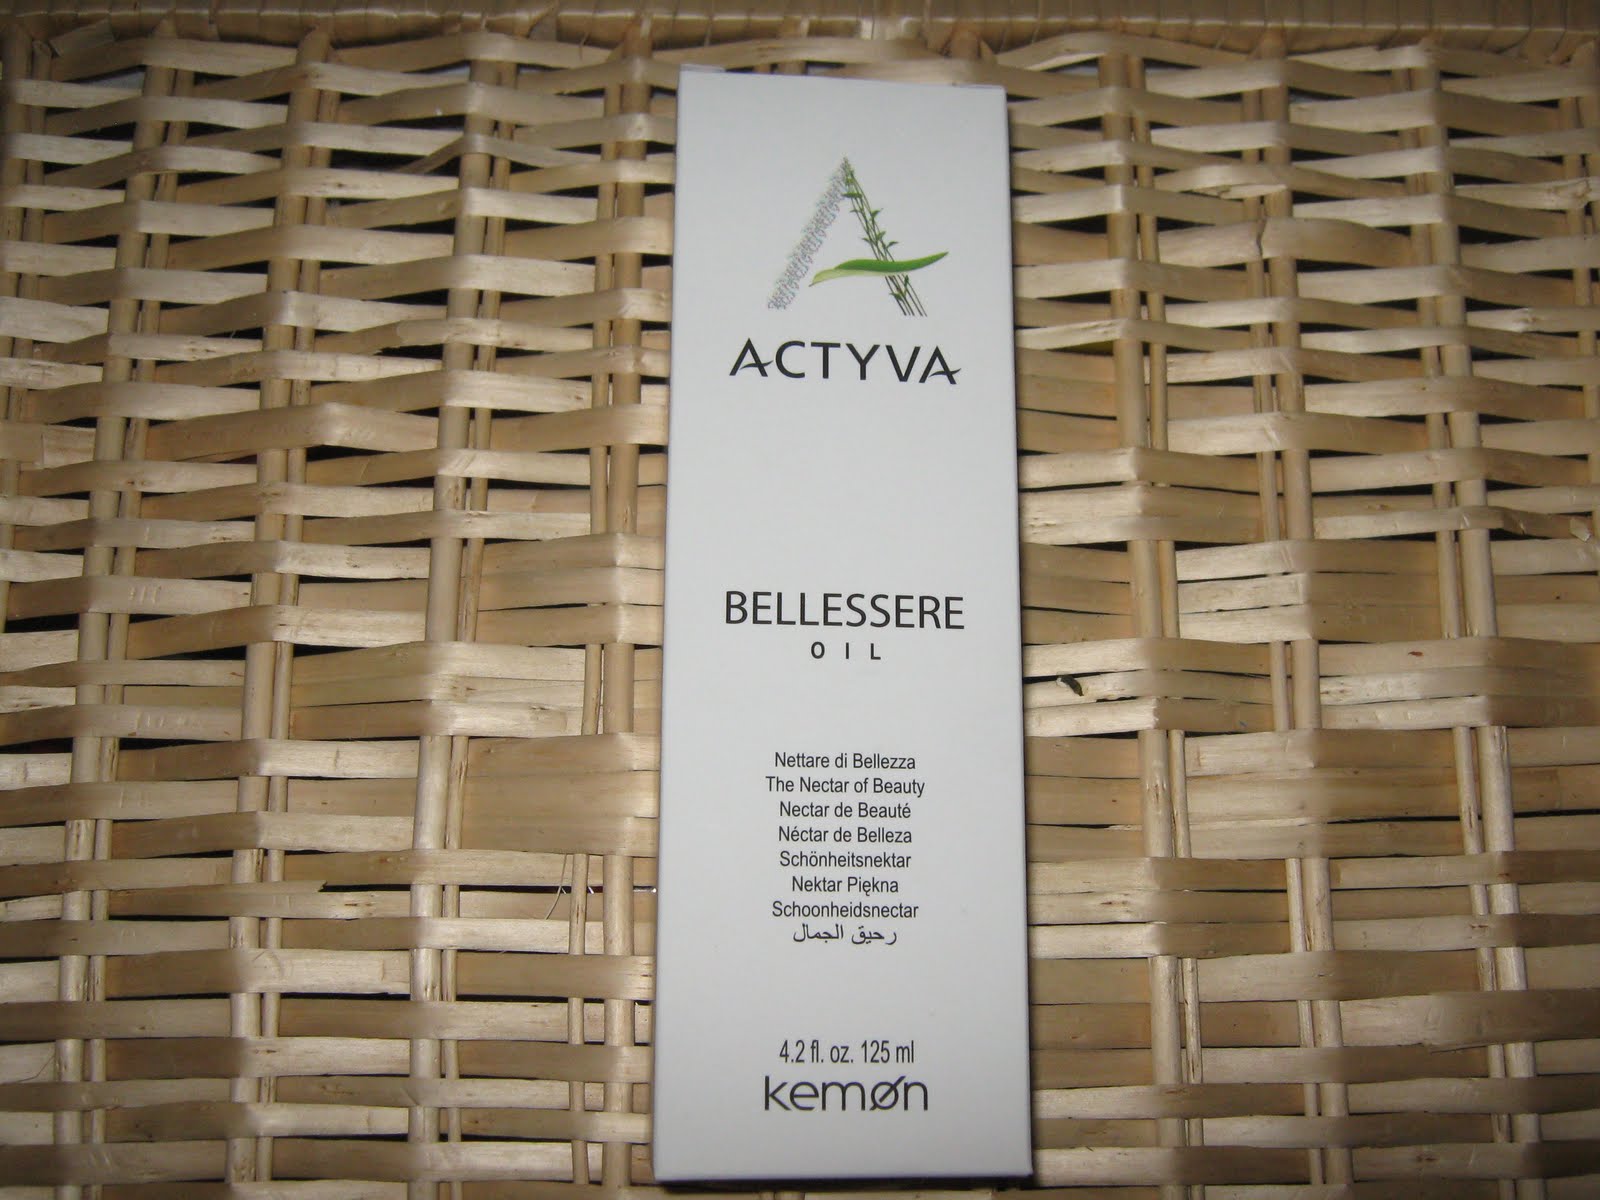 ACTYVA
BELLESSERE
OIL
Nettare di Bellezza
The Nectar of Beauty
Nectar de Beauté
Néctar de Belleza
Schönheitsnektar
Nektar Piękna
Schoonheidsnectar
رحيق الجمال
4.2 fl. oz. 125 ml
kemøn